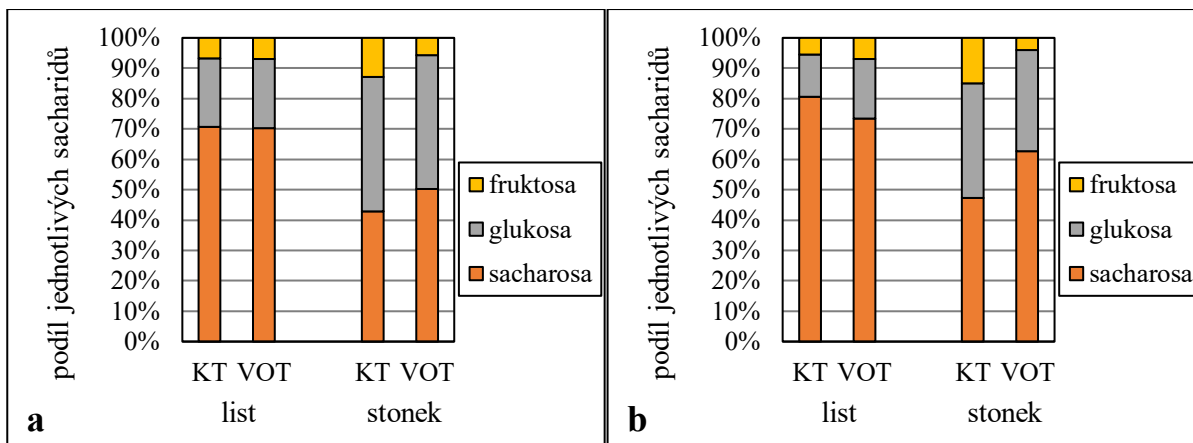 podíl jednotlivých sacharidů
100%
90%
80%
70%
60%
50%
40%
30%
20%
10%
0%
KT VOT KT VOT
list stonek
fruktosa
glukosa
sacharosa
a
podíl jednotlivých sacharidů
100%
90%
80%
70%
60%
50%
40%
30%
20%
10%
0%
KT VOT KT VOT
list stonek
fruktosa
glukosa
sacharosa
b